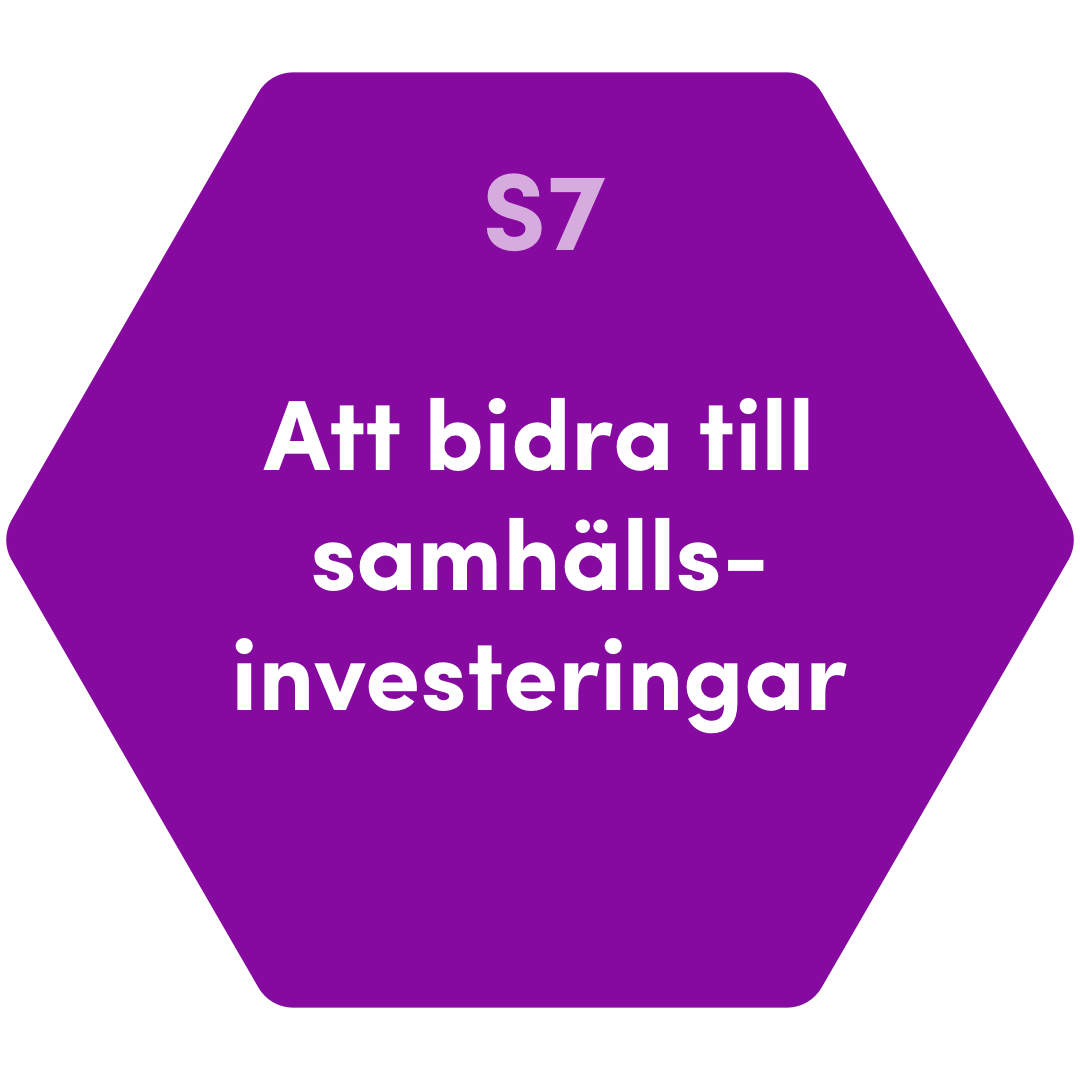 S7
Att bidra till
samhälls-
investeringar